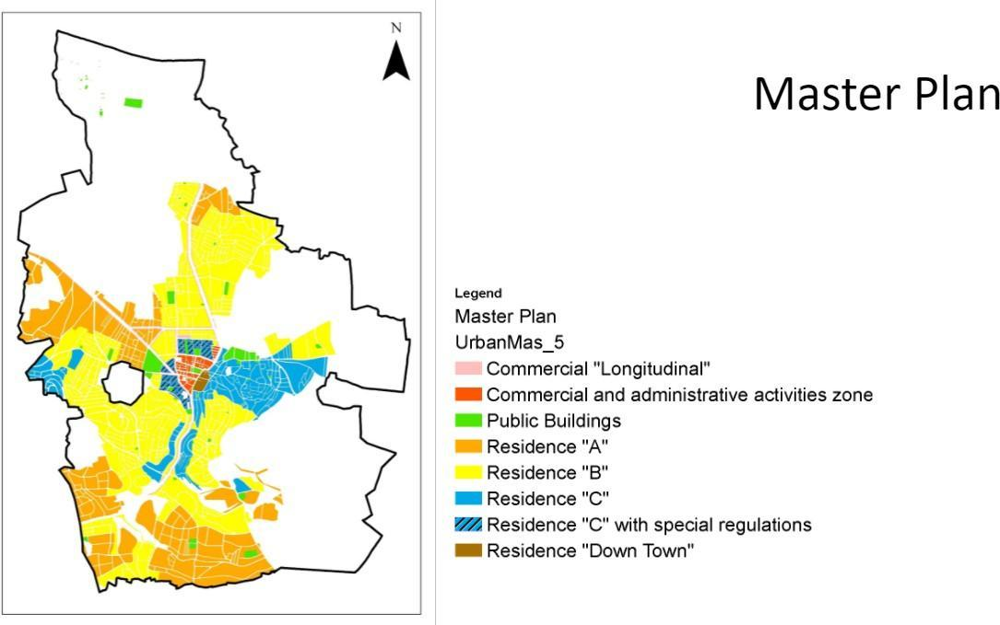 N
Master Plan
Legend
Master Plan
UrbanMas_5
Commercial "Longitudinal"
Commercial and administrative activities zone
Public Buildings
Residence "A"
Residence "B"
Residence "C"
Residence "C" with special regulations
Residence "Down Town"